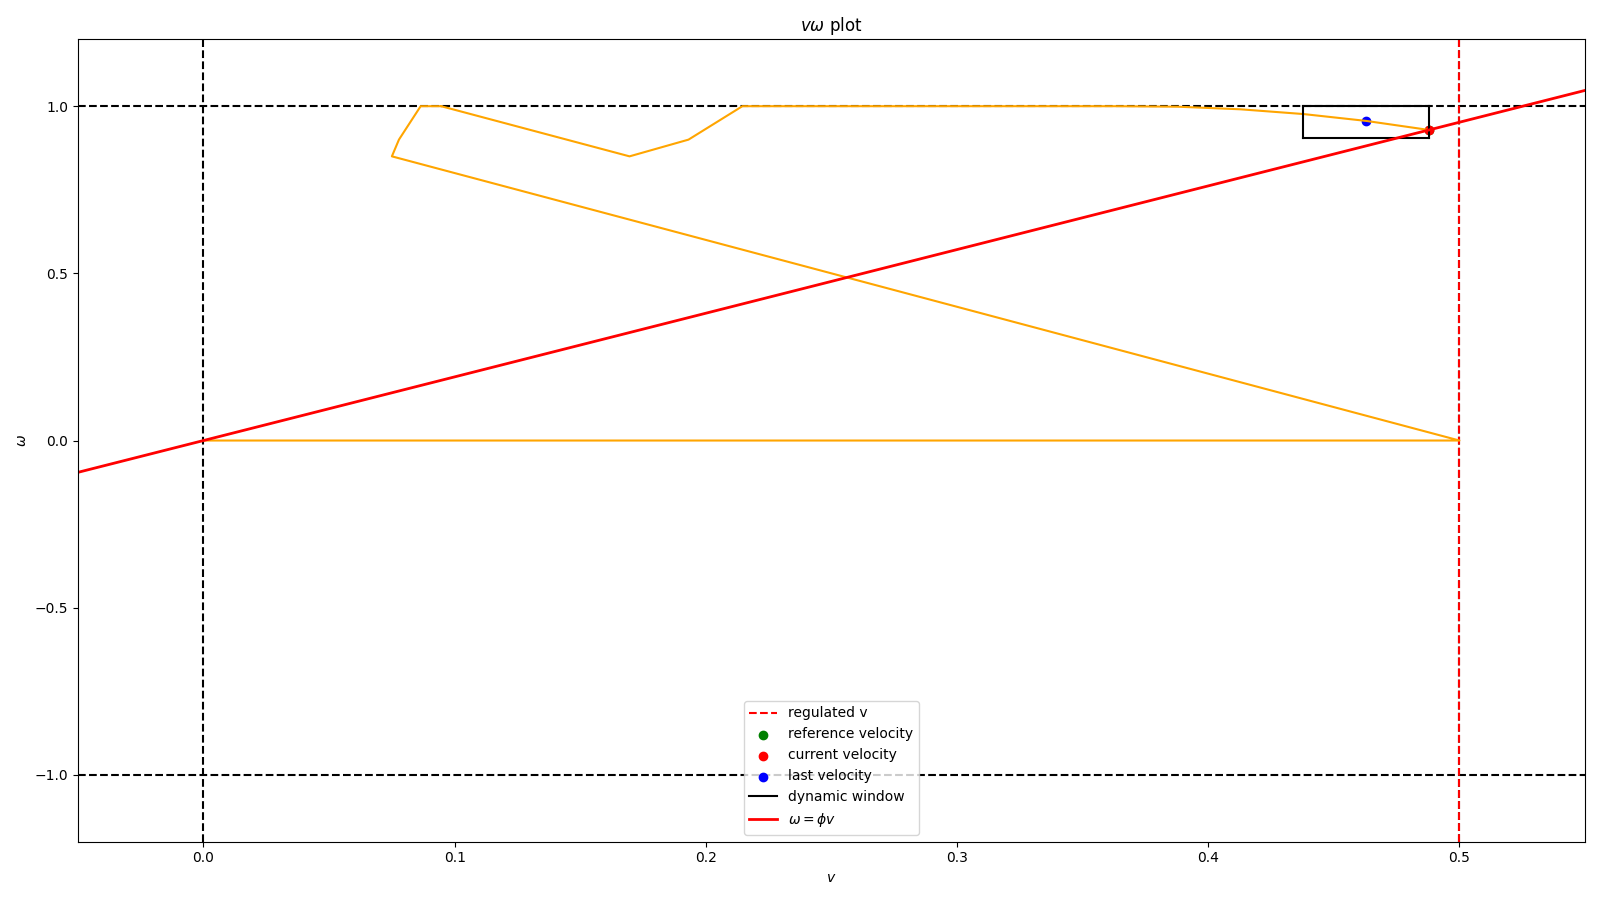 vω plot
1.0
0.5
0.0
−0.5
−1.0
ω
0.0 0.1 0.2 0.3 0.4 0.5
v
regulated v
reference velocity
current velocity
last velocity
dynamic window
ω = ϕv